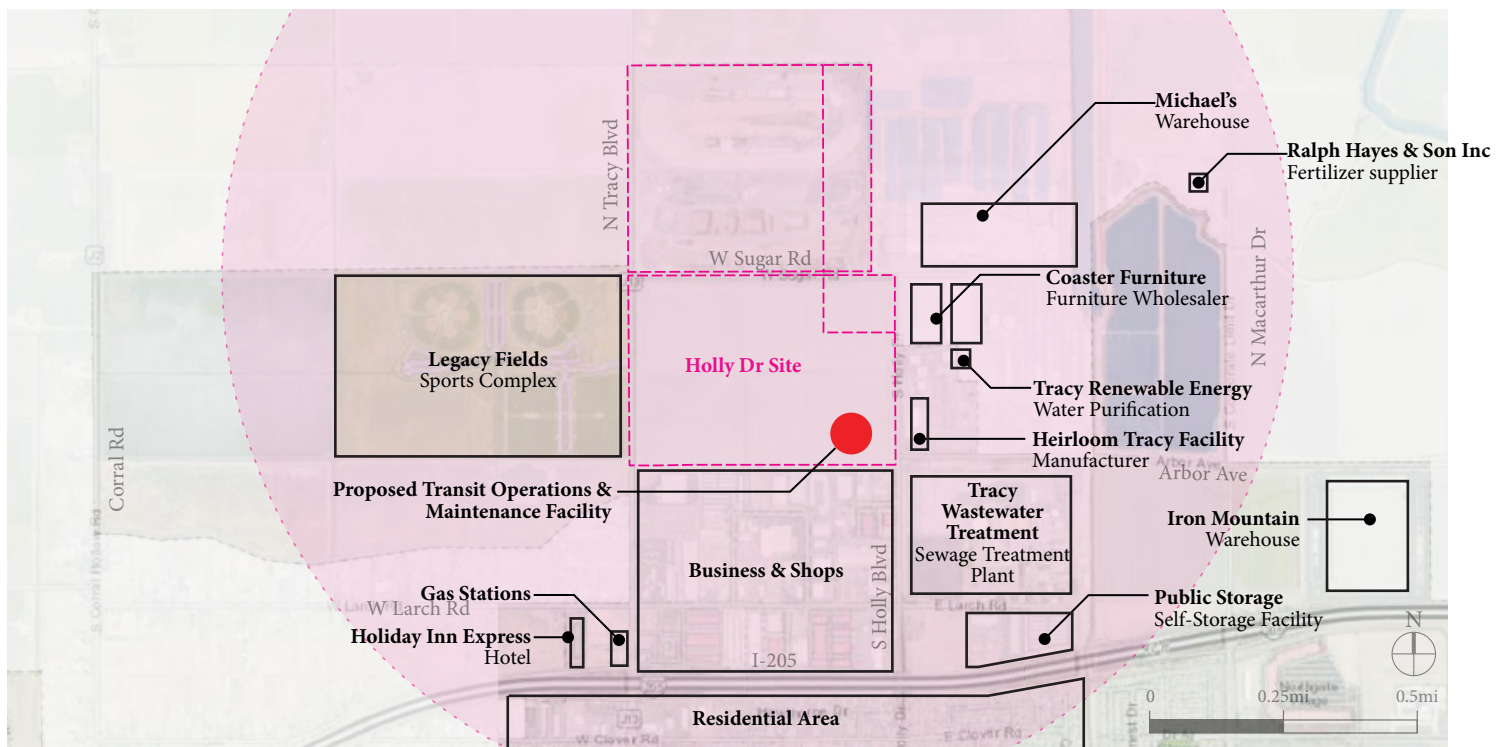 Michael's
Warehouse
Ralph Hayes & Son Inc
Fertilizer supplier
N Tracy Blvd
N Macarthur Dr
W Sugar Rd
W Sugar Rd
Coaster Furniture
Furniture Wholesaler
Legacy Fields
Sports Complex
Holly Dr Site
Tracy Renewable Energy
Water Purification
Heirloom Tracy Facility
Manufacturer
Arbor Ave
Arbor Ave
Corral Rd
Proposed Transit Operations &
Maintenance Facility
Tracy
Wastewater
Treatment
Sewage Treatment
Plant
Iron Mountain
Warehouse
Business & Shops
S Holly Blvd
Gas Stations
W Larch Rd
E Larch Rd
Public Storage
Self-Storage Facility
Holiday Inn Express
Hotel
I-205
N
0 0.25mi 0.5mi
Residential Area
W Clover Rd
E Clover Rd